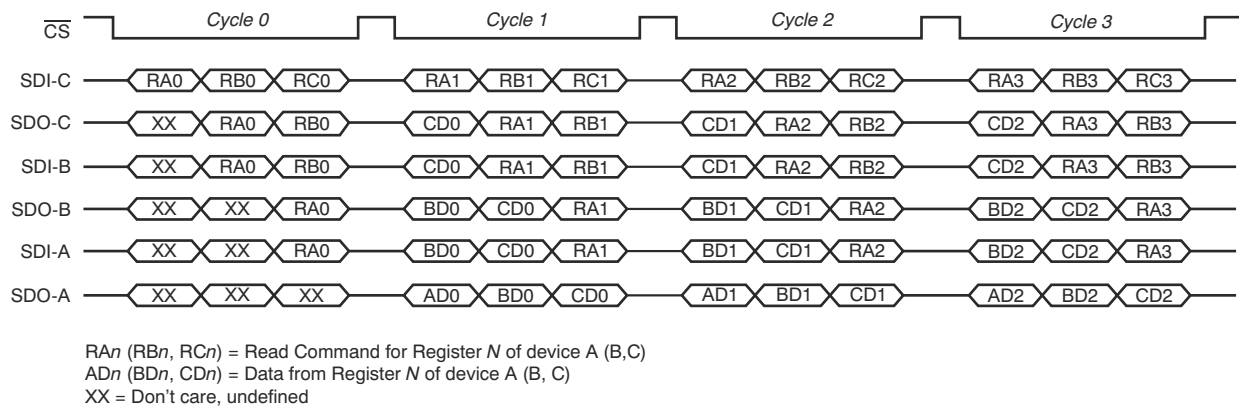 CS Cycle 0 Cycle 1 Cycle 2 Cycle 3
SDI-C RA0 RB0 RC0 RA1 RB1 RC1 RA2 RB2 RC2 RA3 RB3 RC3
SDO-C XX RA0 RB0 CD0 RA1 RB1 CD1 RA2 RB2 CD2 RA3 RB3
SDI-B XX RA0 RB0 CD0 RA1 RB1 CD1 RA2 RB2 CD2 RA3 RB3
SDO-B XX XX RA0 BD0 CD0 RA1 BD1 CD1 RA2 BD2 CD2 RA3
SDI-A XX XX RA0 BD0 CD0 RA1 BD1 CD1 RA2 BD2 CD2 RA3
SDO-A XX XX XX AD0 BD0 CD0 AD1 BD1 CD1 AD2 BD2 CD2
RAn (RBn, RCn) = Read Command for Register N of device A (B,C)
ADn (BDn, CDn) = Data from Register N of device A (B, C)
XX = Don't care, undefined